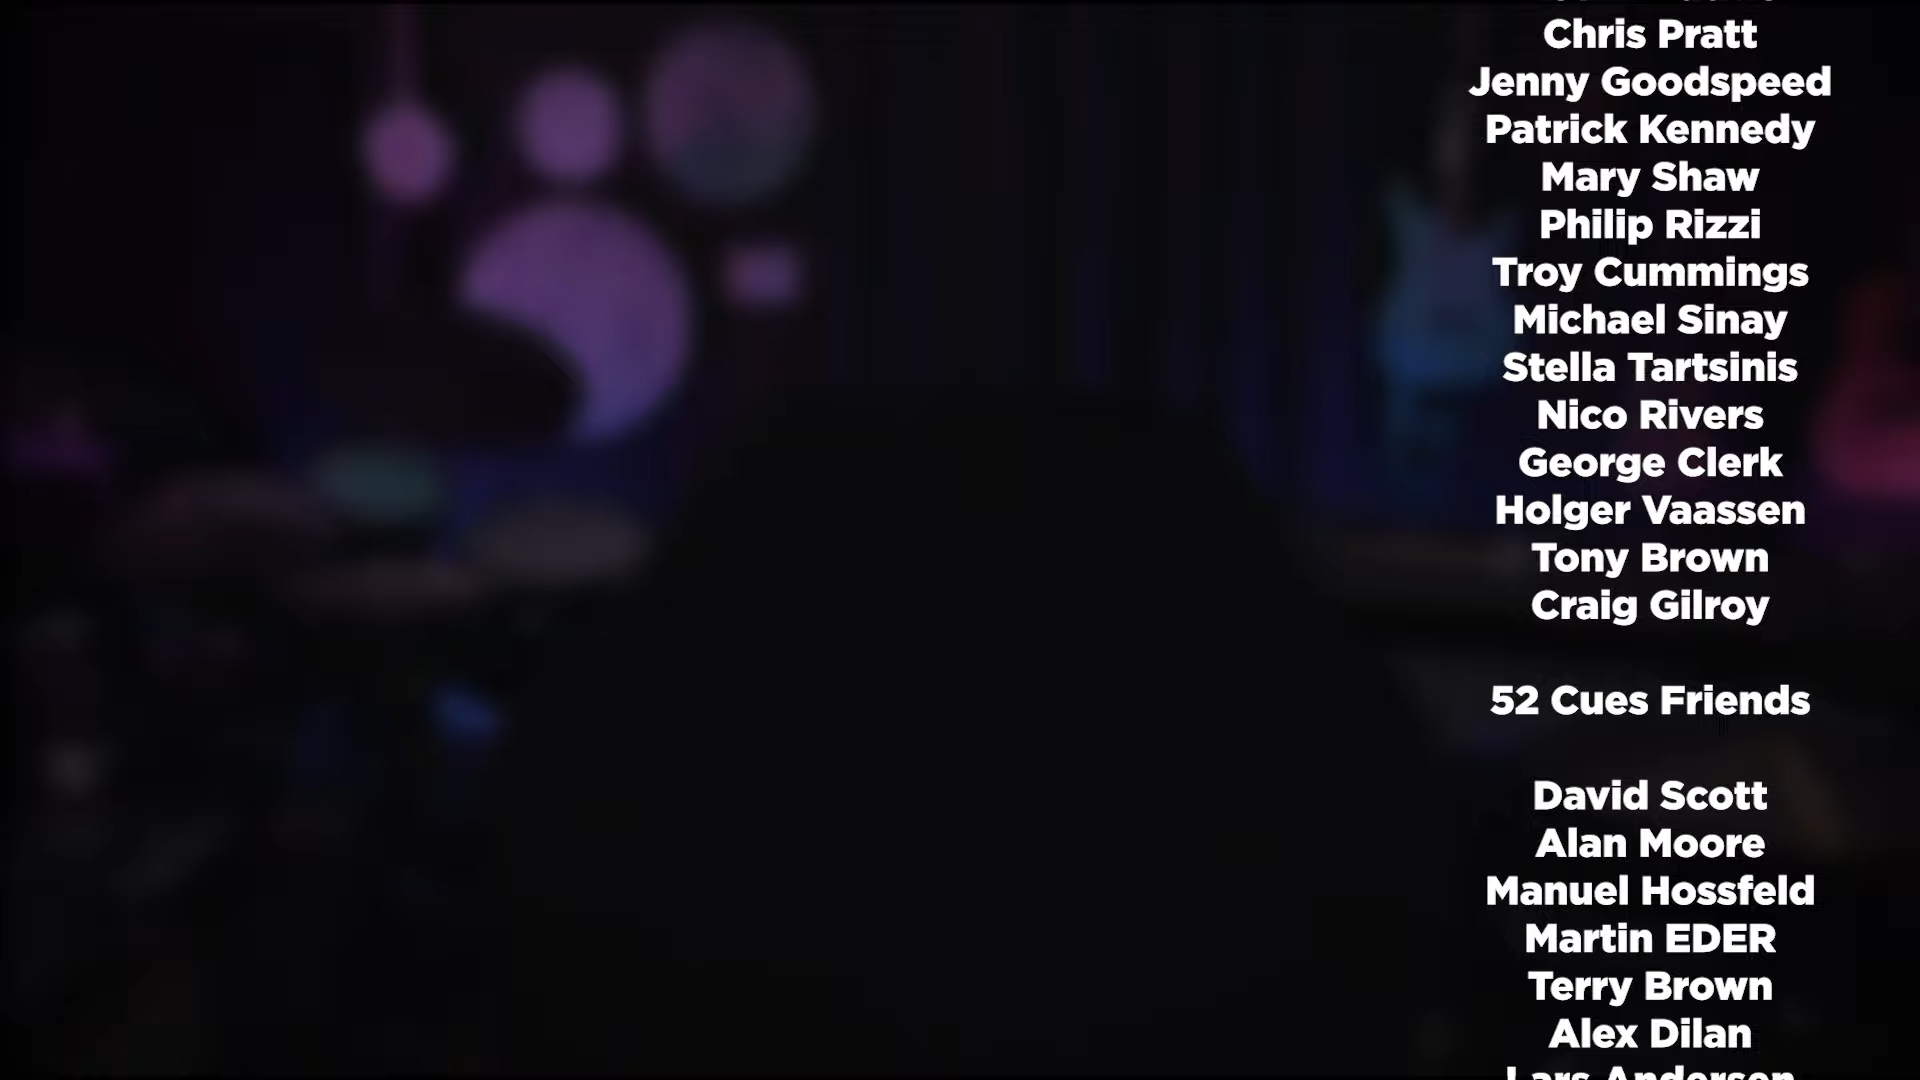 Chris Pratt
Jenny Goodspeed
Patrick Kennedy
Mary Shaw
Philip Rizzi
Troy Cummings
Michael Sinay
Stella Tartsinis
Nico Rivers
George Clerk
Holger Vaassen
Tony Brown
Craig Gilroy
52 Cues Friends
David Scott
Alan Moore
Manuel Hossfeld
Martin EDER
Terry Brown
Alex Dilan
Lars Andersen